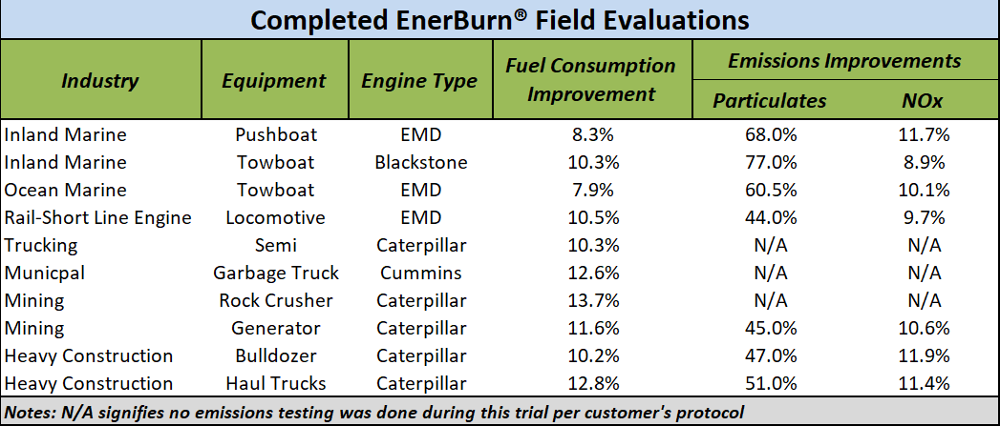 Completed EnerBurn® Field Evaluations
Industry Equipment Engine Type Fuel Consumption Improvement Emissions Improvements
Particulates NOx
Inland Marine Pushboat EMD 8.3% 68.0% 11.7%
Inland Marine Towboat Blackstone 10.3% 77.0% 8.9%
Ocean Marine Towboat EMD 7.9% 60.5% 10.1%
Rail-Short Line Engine Locomotive EMD 10.5% 44.0% 9.7%
Trucking Semi Caterpillar 10.3% N/A N/A
Municpal Garbage Truck Cummins 12.6% N/A N/A
Mining Rock Crusher Caterpillar 13.7% N/A N/A
Mining Generator Caterpillar 11.6% 45.0% 10.6%
Heavy Construction Bulldozer Caterpillar 10.2% 47.0% 11.9%
Heavy Construction Haul Trucks Caterpillar 12.8% 51.0% 11.4%
Notes: N/A signifies no emissions testing was done during this trial per customer's protocol